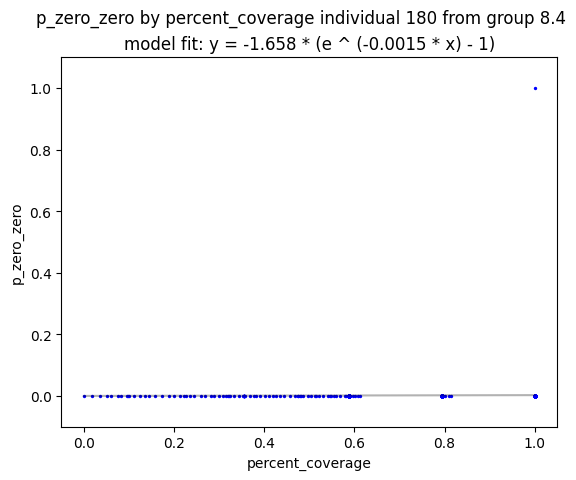 p_zero_zero by percent_coverage individual 180 from group 8.4
model fit: y = -1.658 * (e ^ (-0.0015 * x) - 1)
1.0
0.8
0.6
0.4
0.2
0.0
p_zero_zero
0.0 0.2 0.4 0.6 0.8 1.0
percent_coverage